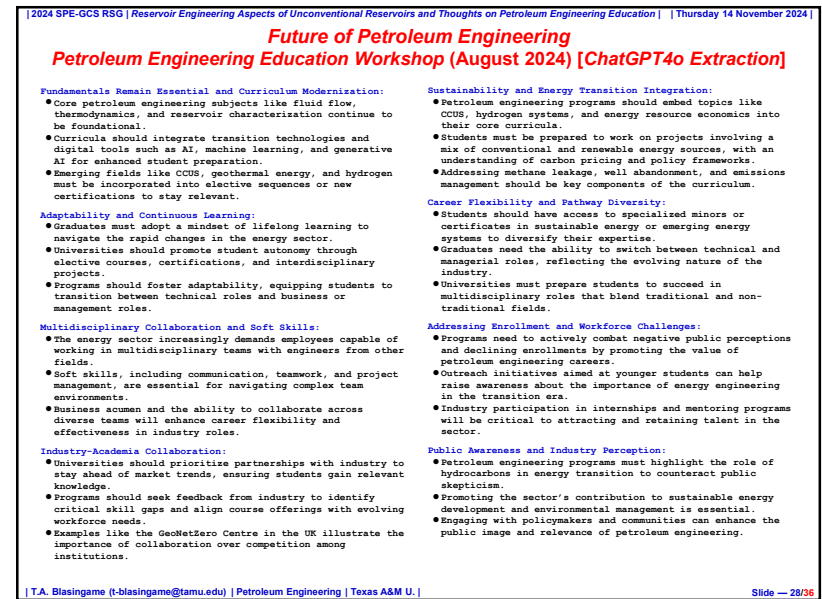 | 2024 SPE-GCS RSG | Reservoir Engineering Aspects of Unconventional Reservoirs and Thoughts on Petroleum Engineering Education | | Thursday 14 November 2024 |
Future of Petroleum Engineering
Petroleum Engineering Education Workshop (August 2024) [ChatGPT4o Extraction]
Fundamentals Remain Essential and Curriculum Modernization:
● Core petroleum engineering subjects like fluid flow,
thermodynamics, and reservoir characterization continue to
be foundational.
● Curricula should integrate transition technologies and
digital tools such as AI, machine learning, and generative
AI for enhanced student preparation.
● Emerging fields like CCUS, geothermal energy, and hydrogen
must be incorporated into elective sequences or new
certifications to stay relevant.
Adaptability and Continuous Learning:
● Graduates must adopt a mindset of lifelong learning to
navigate the rapid changes in the energy sector.
● Universities should promote student autonomy through
elective courses, certifications, and interdisciplinary
projects.
● Programs should foster adaptability, equipping students to
transition between technical roles and business or
management roles.
Multidisciplinary Collaboration and Soft Skills:
● The energy sector increasingly demands employees capable of
working in multidisciplinary teams with engineers from other
fields.
● Soft skills, including communication, teamwork, and project
management, are essential for navigating complex team
environments.
● Business acumen and the ability to collaborate across
diverse teams will enhance career flexibility and
effectiveness in industry roles.
Industry-Academia Collaboration:
● Universities should prioritize partnerships with industry to
stay ahead of market trends, ensuring students gain relevant
knowledge.
● Programs should seek feedback from industry to identify
critical skill gaps and align course offerings with evolving
workforce needs.
● Examples like the GeoNetZero Centre in the UK illustrate the
importance of collaboration over competition among
institutions.
Sustainability and Energy Transition Integration:
● Petroleum engineering programs should embed topics like
CCUS, hydrogen systems, and energy resource economics into
their core curricula.
● Students must be prepared to work on projects involving a
mix of conventional and renewable energy sources, with an
understanding of carbon pricing and policy frameworks.
● Addressing methane leakage, well abandonment, and emissions
management should be key components of the curriculum.
Career Flexibility and Pathway Diversity:
● Students should have access to specialized minors or
certificates in sustainable energy or emerging energy
systems to diversify their expertise.
● Graduates need the ability to switch between technical and
managerial roles, reflecting the evolving nature of the
industry.
● Universities must prepare students to succeed in
multidisciplinary roles that blend traditional and non-
traditional fields.
Addressing Enrollment and Workforce Challenges:
● Programs need to actively combat negative public perceptions
and declining enrollments by promoting the value of
petroleum engineering careers.
● Outreach initiatives aimed at younger students can help
raise awareness about the importance of energy engineering
in the transition era.
● Industry participation in internships and mentoring programs
will be critical to attracting and retaining talent in the
sector.
Public Awareness and Industry Perception:
● Petroleum engineering programs must highlight the role of
hydrocarbons in energy transition to counteract public
skepticism.
● Promoting the sector's contribution to sustainable energy
development and environmental management is essential.
● Engaging with policymakers and communities can enhance the
public image and relevance of petroleum engineering.
| T.A. Blasingame (t-blasingame@tamu.edu) | Petroleum Engineering | Texas A&M U. |
Slide — 28/36